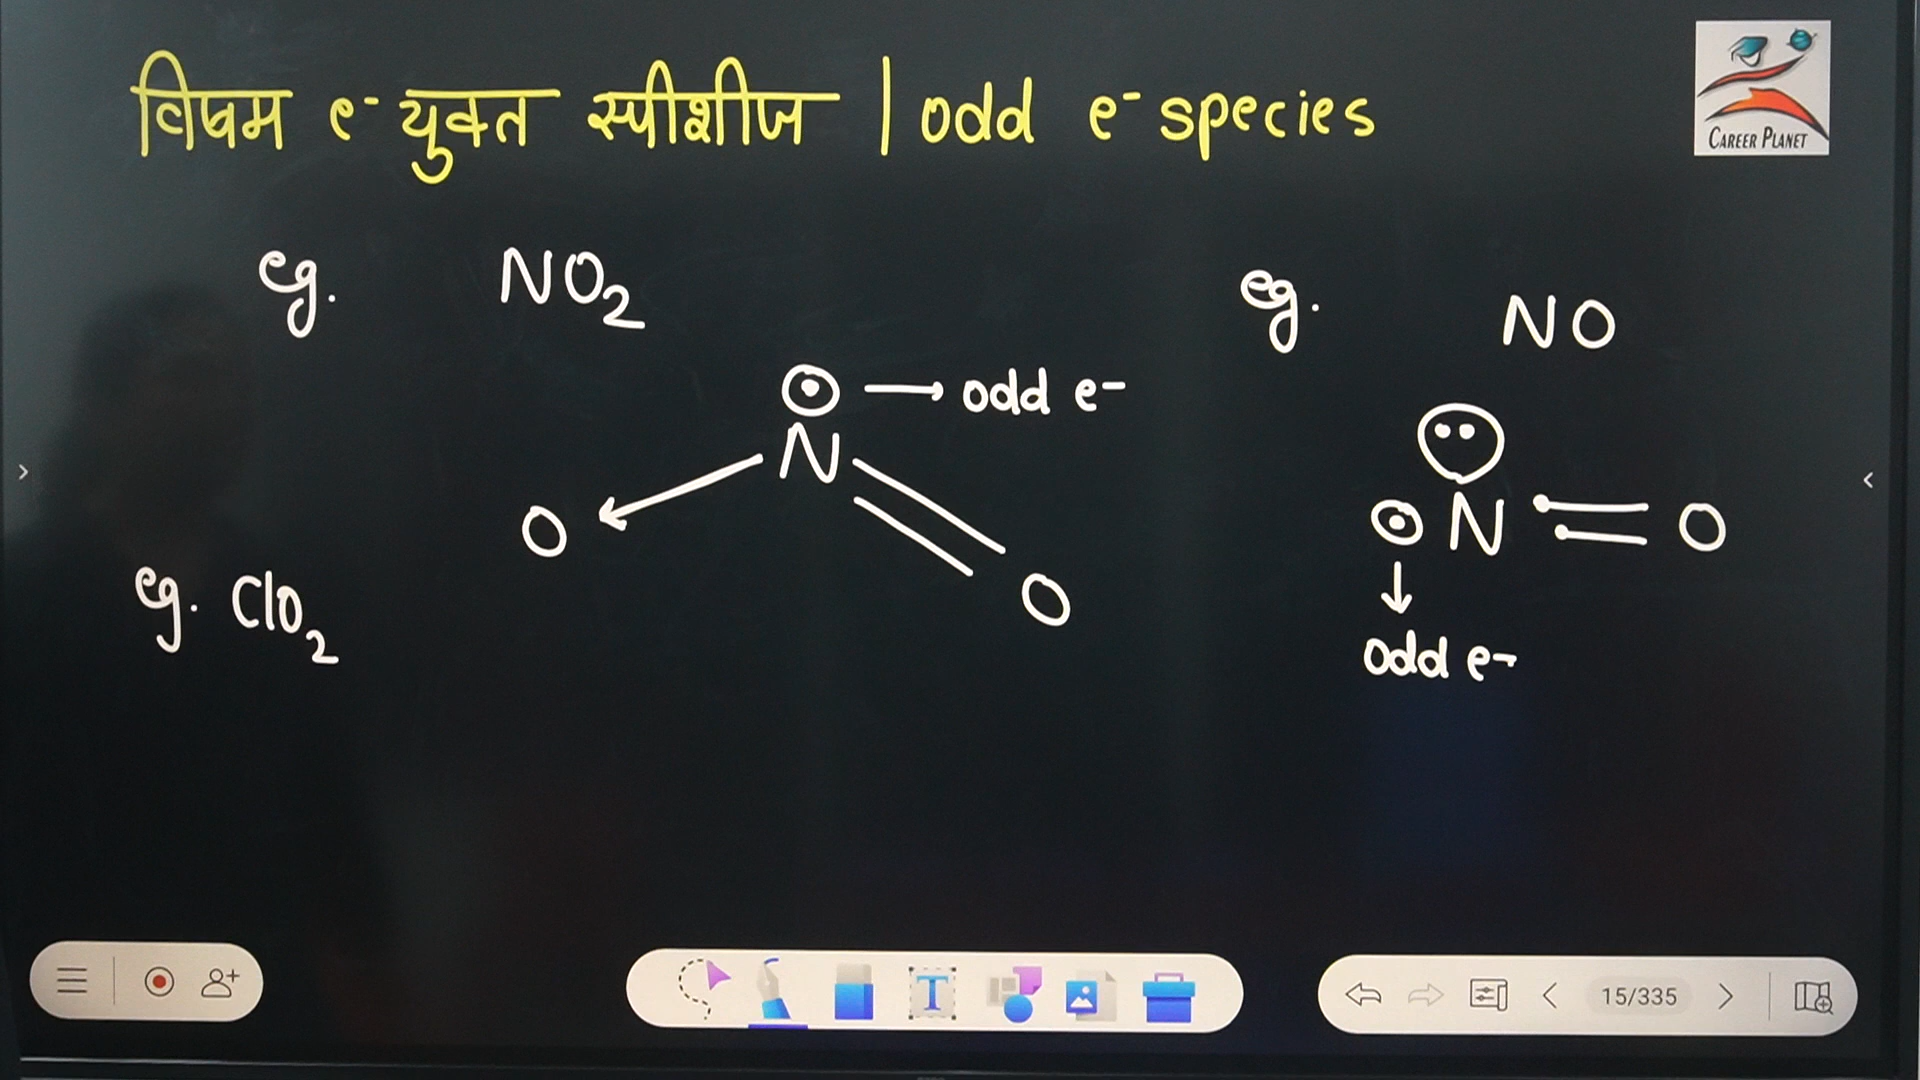 विषम e⁻ युक्त स्पीशीज | odd e⁻ species
CAREER PLANET
eg. NO₂
odd e⁻
N
O
O
eg. ClO₂
eg. NO
N
O
odd e⁻
T
15/335